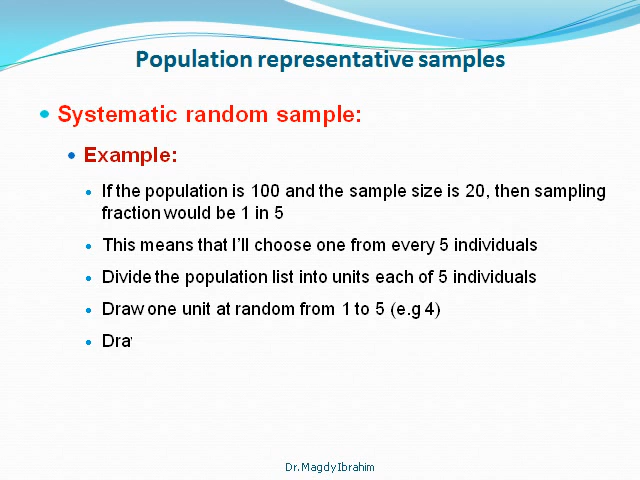 Population representative samples
Systematic random sample:
Example:
If the population is 100 and the sample size is 20, then sampling
fraction would be 1 in 5
This means that I'll choose one from every 5 individuals
Divide the population list into units each of 5 individuals
Draw one unit at random from 1 to 5 (e.g 4)
Dr. Magdy Ibrahim